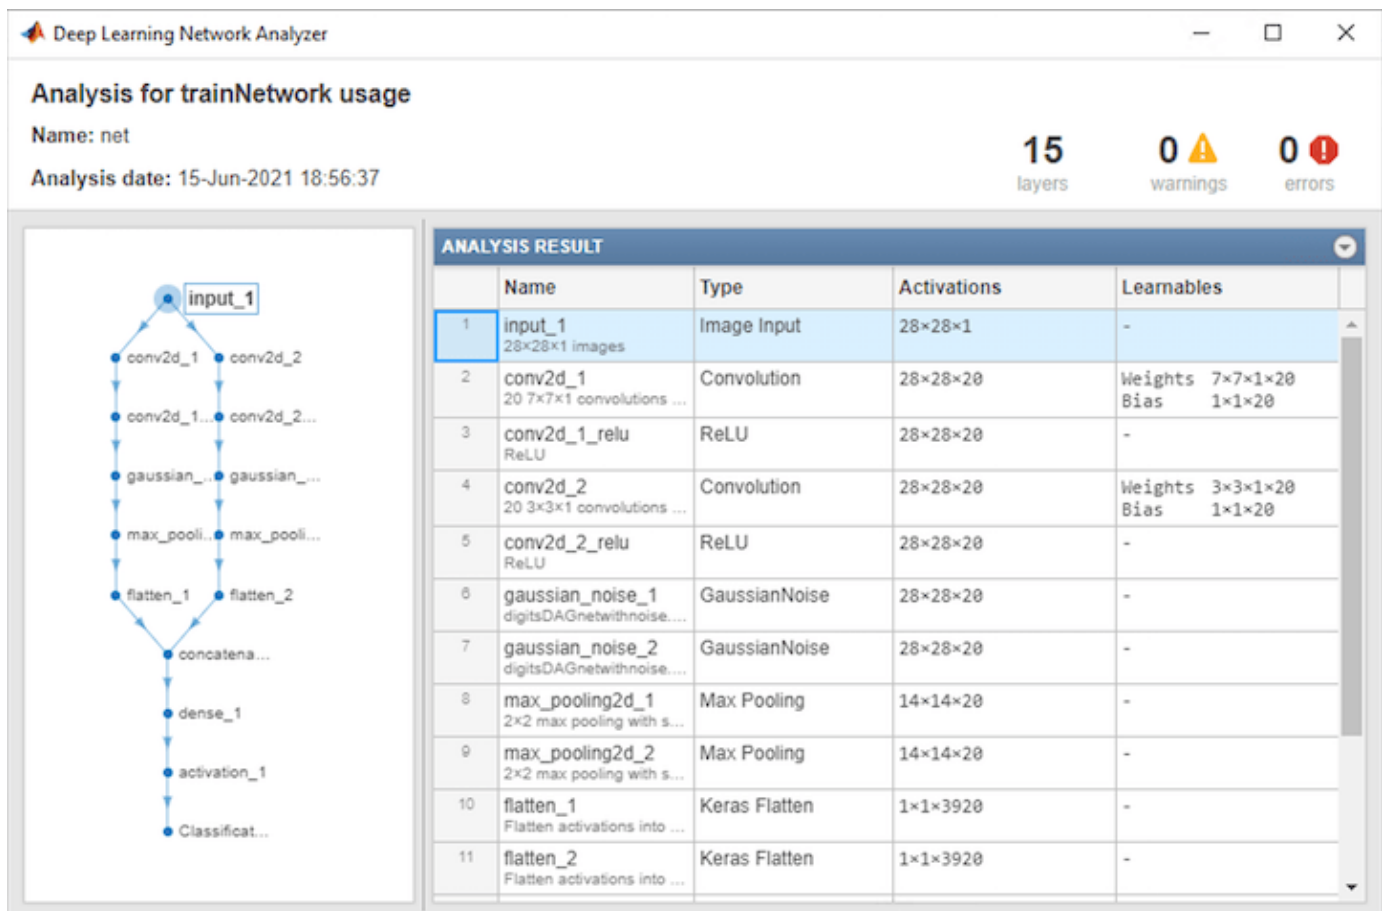 Deep Learning Network Analyzer
Analysis for trainNetwork usage
Name: net
Analysis date: 15-Jun-2021 18:56:37
15
layers
0
warnings
0
errors
input_1
conv2d_1
conv2d_2
conv2d_1...
conv2d_2...
gaussian_...
gaussian_...
max_pooli...
max_pooli...
flatten_1
flatten_2
concatena...
dense_1
activation_1
Classificat...
ANALYSIS RESULT
Name Type Activations Learnables
1 input_1 Image Input 28×28×1 -
28×28×1 images
2 conv2d_1 Convolution 28×28×20 Weights 7×7×1×20
20 7×7×1 convolutions ... Bias 1×1×20
3 conv2d_1_relu ReLU 28×28×20 -
ReLU
4 conv2d_2 Convolution 28×28×20 Weights 3×3×1×20
20 3×3×1 convolutions ... Bias 1×1×20
5 conv2d_2_relu ReLU 28×28×20 -
ReLU
6 gaussian_noise_1 GaussianNoise 28×28×20 -
digitsDAGnetwithnoise....
7 gaussian_noise_2 GaussianNoise 28×28×20 -
digitsDAGnetwithnoise....
8 max_pooling2d_1 Max Pooling 14×14×20 -
2×2 max pooling with s...
9 max_pooling2d_2 Max Pooling 14×14×20 -
2×2 max pooling with s...
10 flatten_1 Keras Flatten 1×1×3920 -
Flatten activations into ...
11 flatten_2 Keras Flatten 1×1×3920 -
Flatten activations into ...